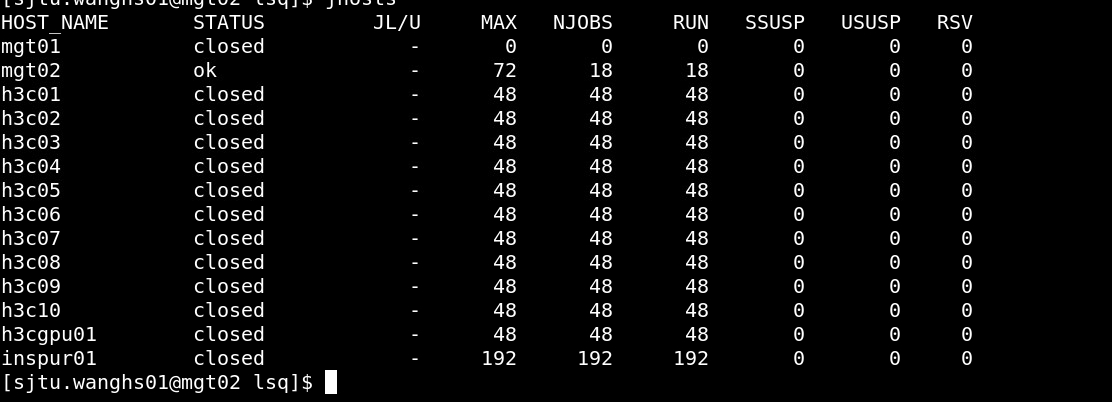 [sjtu.wanghs01@mgt02 lsq]$ jhosts
HOST_NAME STATUS JL/U MAX NJOBS RUN SSUSP USUSP RSV
mgt01 closed - 0 0 0 0 0 0
mgt02 ok - 72 18 18 0 0 0
h3c01 closed - 48 48 48 0 0 0
h3c02 closed - 48 48 48 0 0 0
h3c03 closed - 48 48 48 0 0 0
h3c04 closed - 48 48 48 0 0 0
h3c05 closed - 48 48 48 0 0 0
h3c06 closed - 48 48 48 0 0 0
h3c07 closed - 48 48 48 0 0 0
h3c08 closed - 48 48 48 0 0 0
h3c09 closed - 48 48 48 0 0 0
h3c10 closed - 48 48 48 0 0 0
h3cgpu01 closed - 48 48 48 0 0 0
inspur01 closed - 192 192 192 0 0 0
[sjtu.wanghs01@mgt02 lsq]$